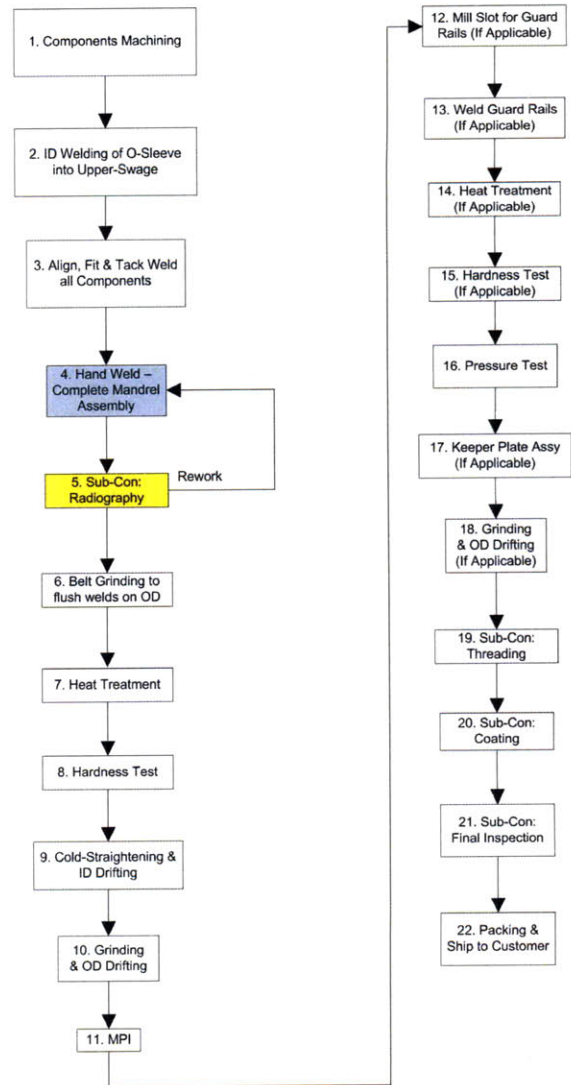 1. Components Machining
2. ID Welding of O-Sleeve
into Upper-Swage
3. Align, Fit & Tack Weld
all Components
4. Hand Weld –
Complete Mandrel
Assembly
5. Sub-Con:
Radiography
Rework
6. Belt Grinding to
flush welds on OD
7. Heat Treatment
8. Hardness Test
9. Cold-Straightening &
ID Drifting
10. Grinding
& OD Drifting
11. MPI
12. Mill Slot for Guard
Rails (If Applicable)
13. Weld Guard Rails
(If Applicable)
14. Heat Treatment
(If Applicable)
15. Hardness Test
(If Applicable)
16. Pressure Test
17. Keeper Plate Assy
(If Applicable)
18. Grinding
& OD Drifting
(If Applicable)
19. Sub-Con:
Threading
20. Sub-Con:
Coating
21. Sub-Con:
Final Inspection
22. Packing &
Ship to Customer